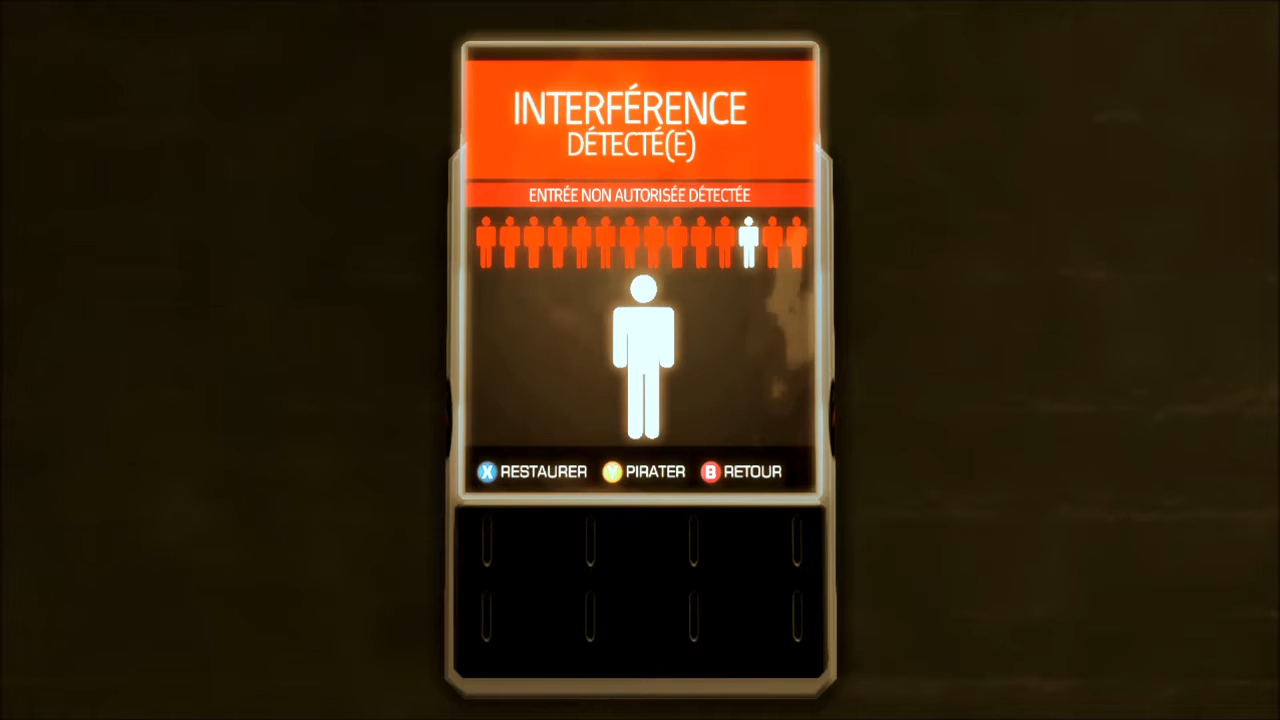 INTERFÉRENCE
DÉTECTÉ(E)
ENTRÉE NON AUTORISÉE DÉTECTÉE
X RESTAURER Y PIRATER B RETOUR